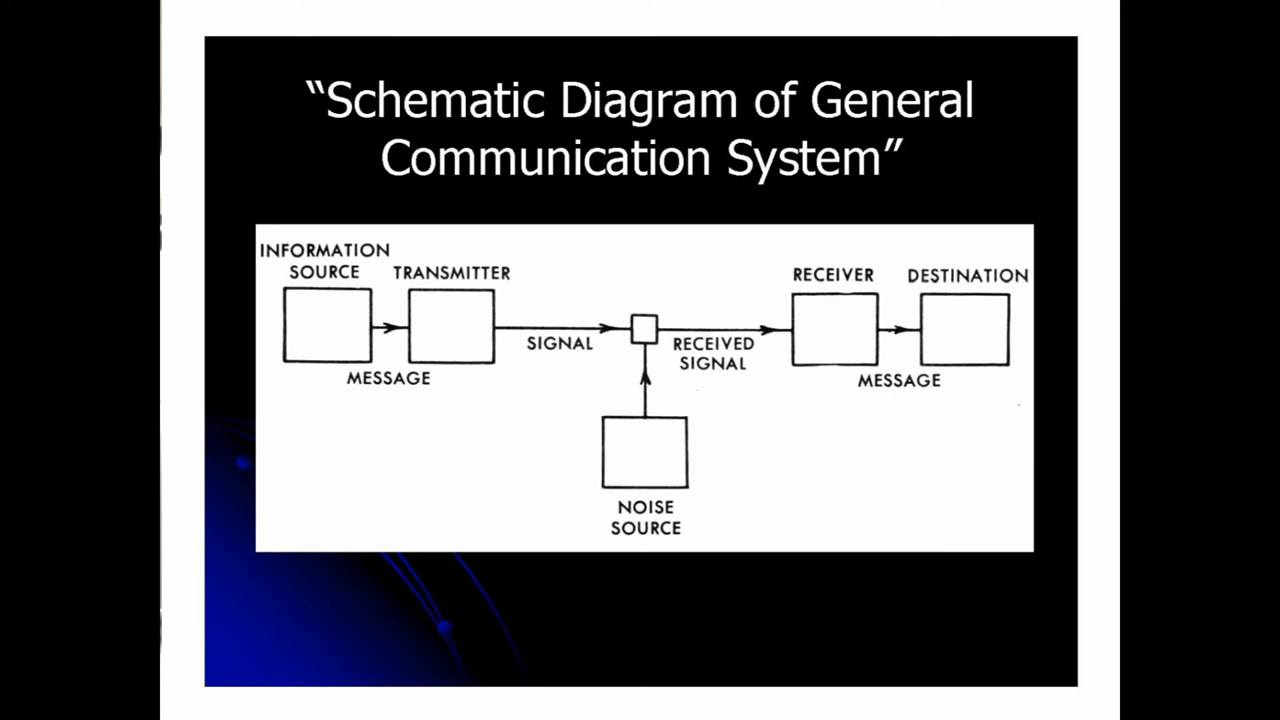 “Schematic Diagram of General
Communication System”
INFORMATION
SOURCE
TRANSMITTER
RECEIVER
DESTINATION
SIGNAL
RECEIVED
SIGNAL
MESSAGE
MESSAGE
NOISE
SOURCE